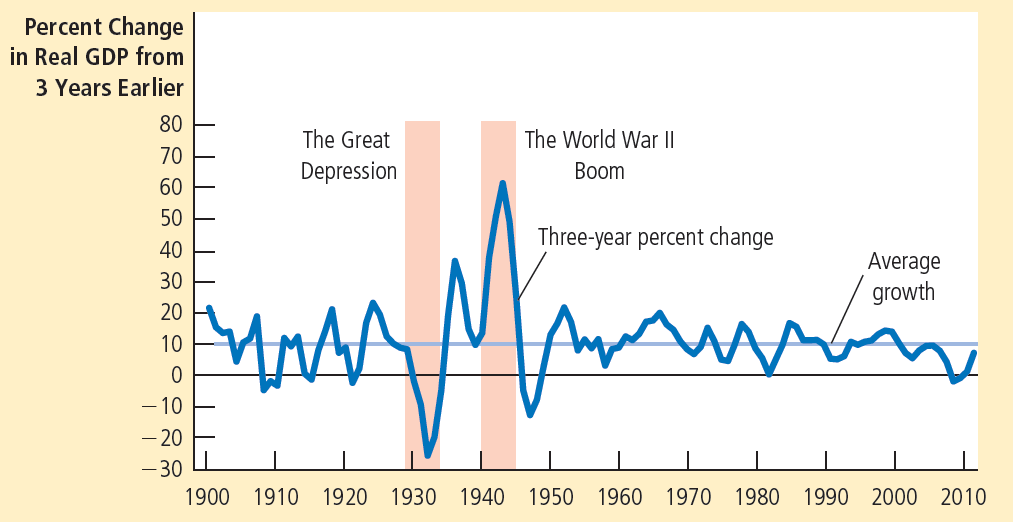 Percent Change
in Real GDP from
3 Years Earlier
80
70
60
50
40
30
20
10
0
−10
−20
−30
The Great
Depression
The World War II
Boom
Three-year percent change
Average
growth
1900 1910 1920 1930 1940 1950 1960 1970 1980 1990 2000 2010